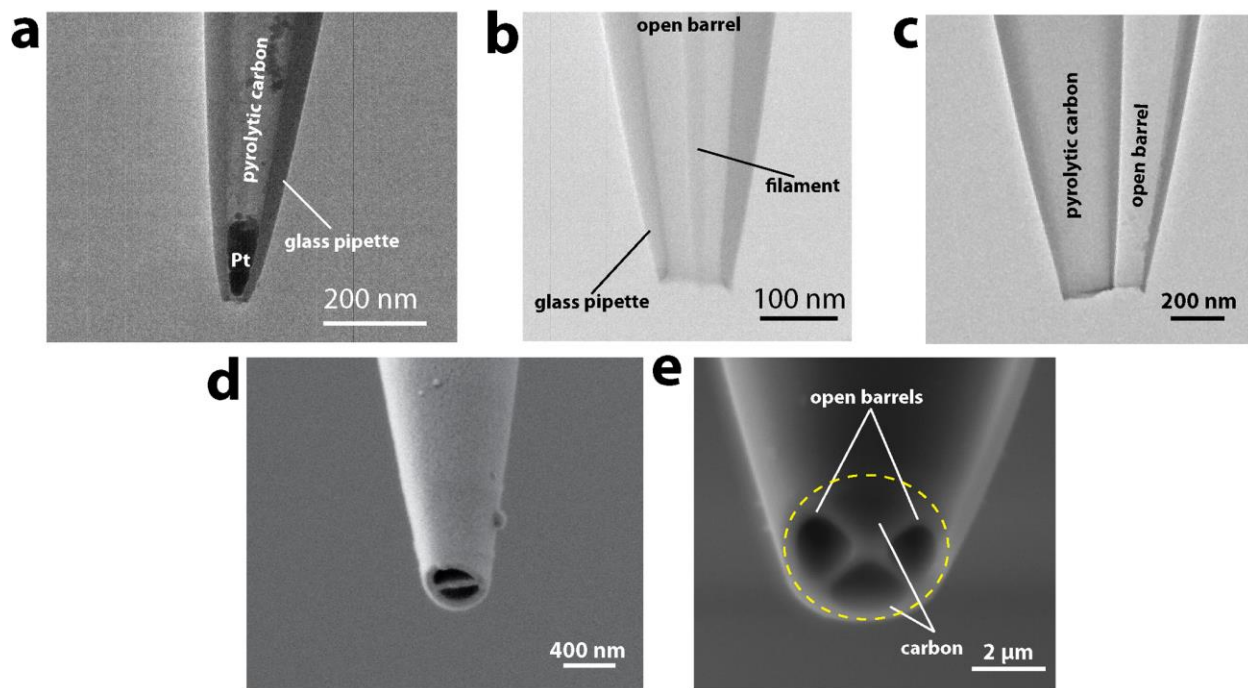 a
pyrolytic carbon
Pt
glass pipette
200 nm
b
open barrel
filament
glass pipette
100 nm
c
pyrolytic carbon
open barrel
200 nm
d
400 nm
e
open barrels
carbon
2 µm